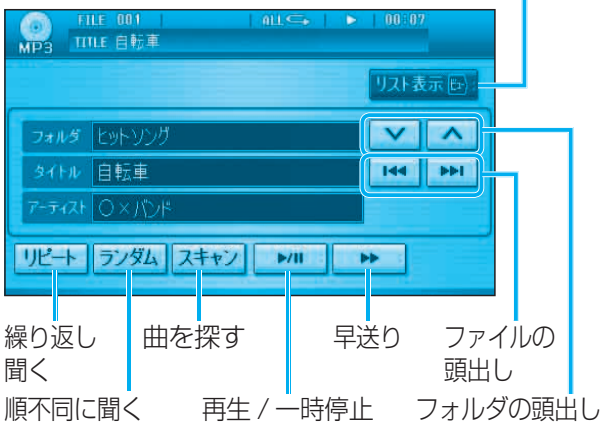 FILE 001 ALL ▶ 00:07
MP3 TITLE 自転車
リスト表示
フォルダ ヒットソング
タイトル 自転車
アーティスト ○×バンド
リピート ランダム スキャン ▶/II ▶▶
繰り返し聞く
曲を探す
早送り
ファイルの
頭出し
順不同に聞く
再生 / 一時停止
フォルダの頭出し